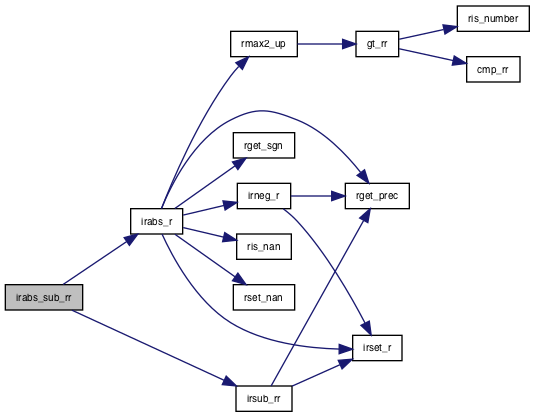 ris_number
rmax2_up
gt_rr
cmp_rr
rget_sgn
irneg_r
rget_prec
irabs_r
ris_nan
irabs_sub_rr
rset_nan
irset_r
irsub_rr